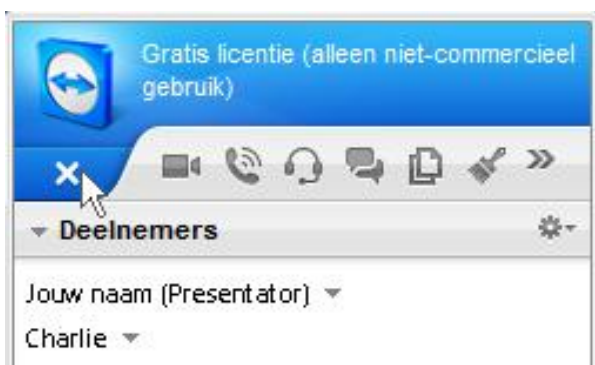 Gratis licentie (alleen niet-commercieel
gebruik)
Deelnemers
Jouw naam (Presentator)
Charlie